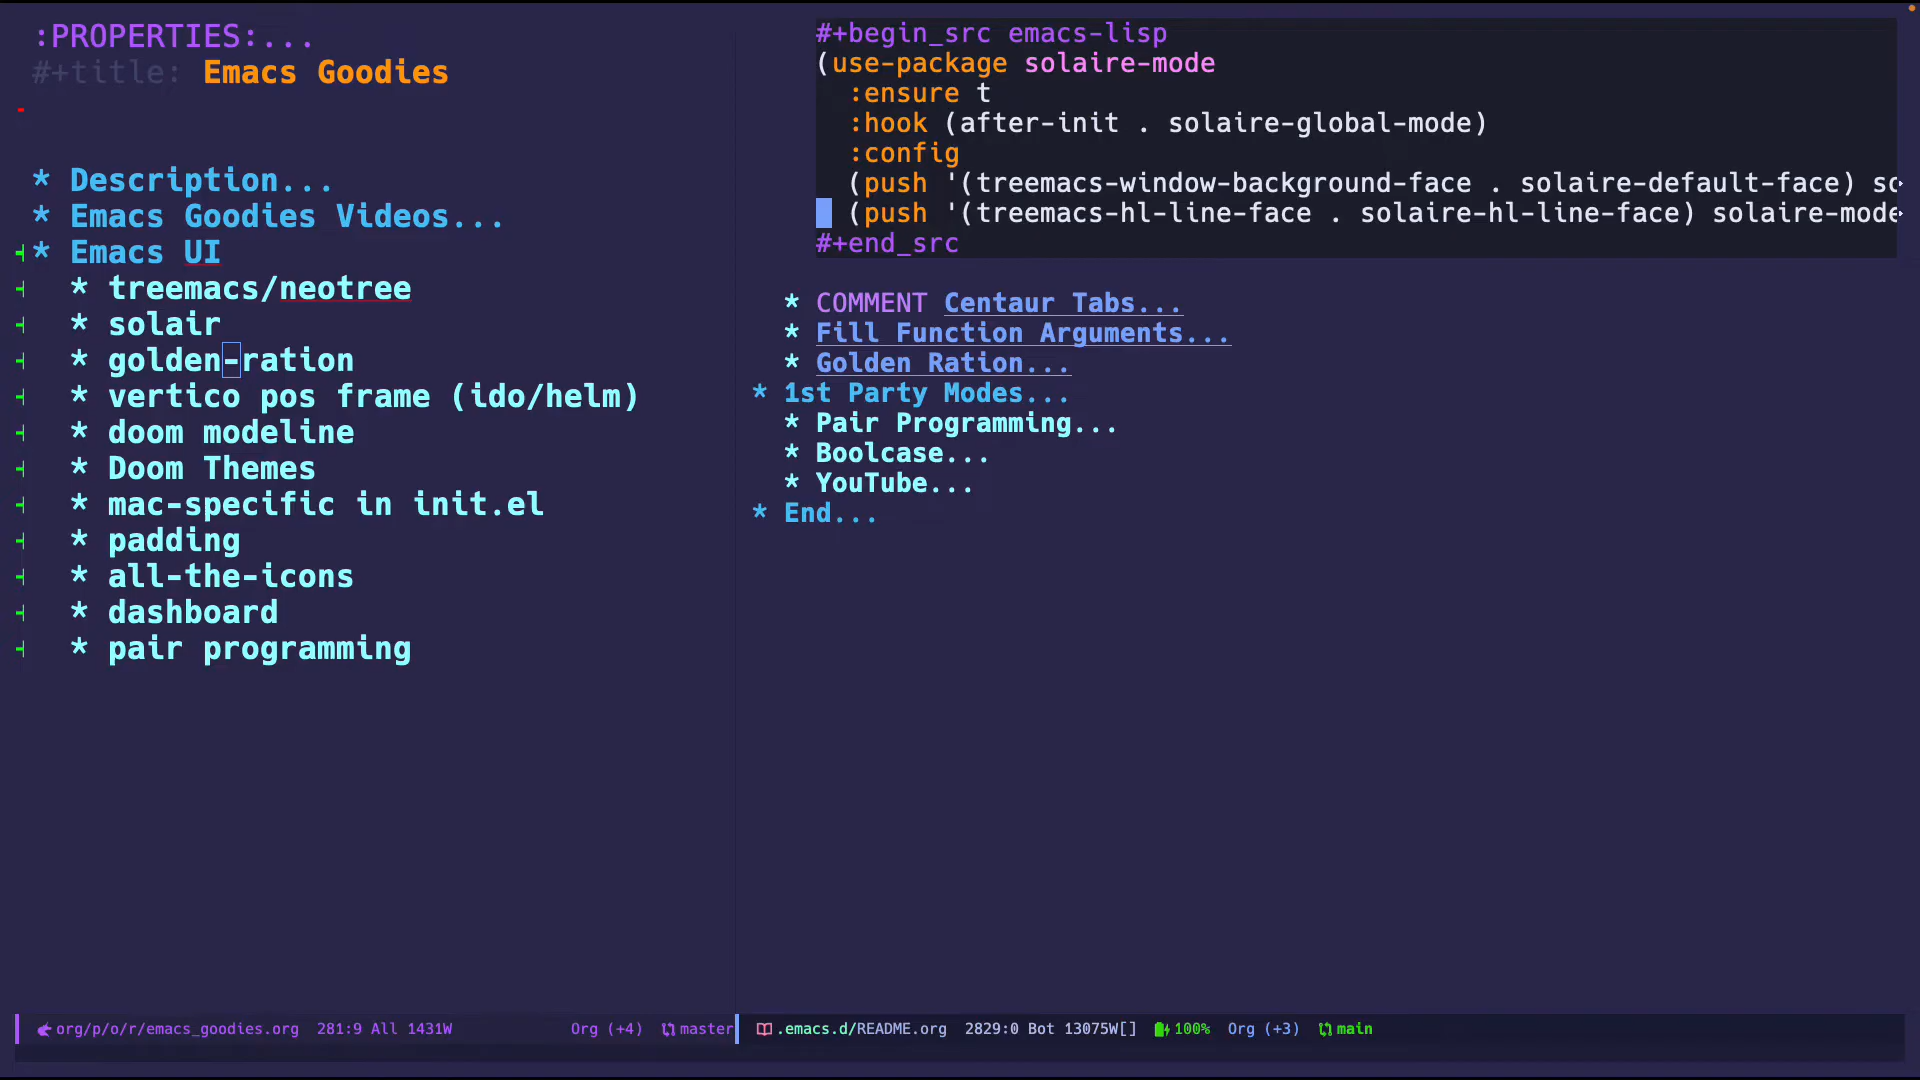 :PROPERTIES:...
#+title: Emacs Goodies
* Description...
* Emacs Goodies Videos...
* Emacs UI
* treemacs/neotree
* solair
* golden-ration
* vertico pos frame (ido/helm)
* doom modeline
* Doom Themes
* mac-specific in init.el
* padding
* all-the-icons
* dashboard
* pair programming
org/p/o/r/emacs_goodies.org 281:9 All 1431W Org (+4) master
#+begin_src emacs-lisp
(use-package solaire-mode
:ensure t
:hook (after-init . solaire-global-mode)
:config
(push '(treemacs-window-background-face . solaire-default-face) so
(push '(treemacs-hl-line-face . solaire-hl-line-face) solaire-mode
#+end_src
* COMMENT Centaur Tabs...
* Fill Function Arguments...
* Golden Ration...
* 1st Party Modes...
* Pair Programming...
* Boolcase...
* YouTube...
* End...
.emacs.d/README.org 2829:0 Bot 13075W[] 100% Org (+3) main